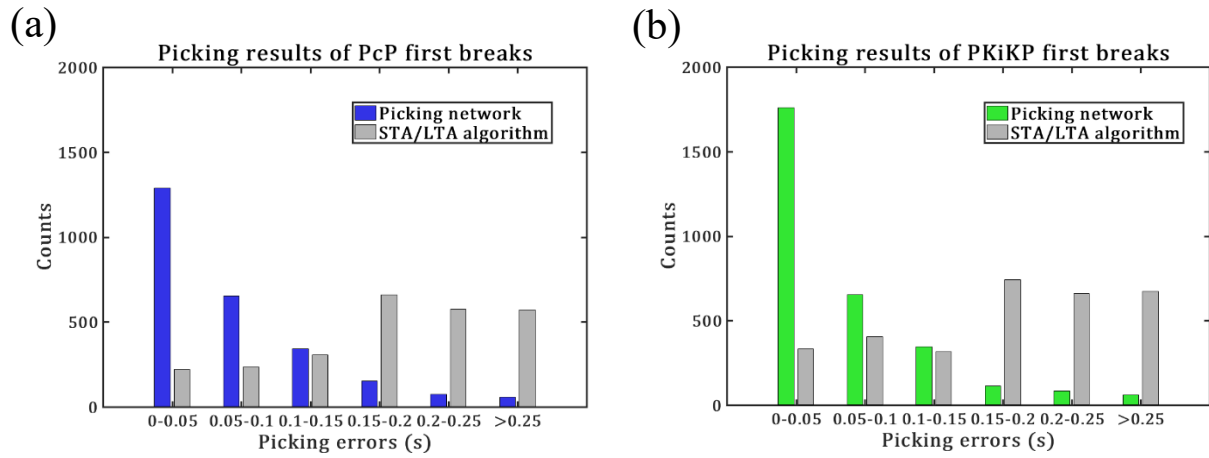 (a)
Picking results of PcP first breaks
2000
1500
1000
500
0
Counts
Picking network
STA/LTA algorithm
0-0.05 0.05-0.1 0.1-0.15 0.15-0.2 0.2-0.25 >0.25
Picking errors (s)
(b)
Picking results of PKiKP first breaks
2000
1500
1000
500
0
Counts
Picking network
STA/LTA algorithm
0-0.05 0.05-0.1 0.1-0.15 0.15-0.2 0.2-0.25 >0.25
Picking errors (s)